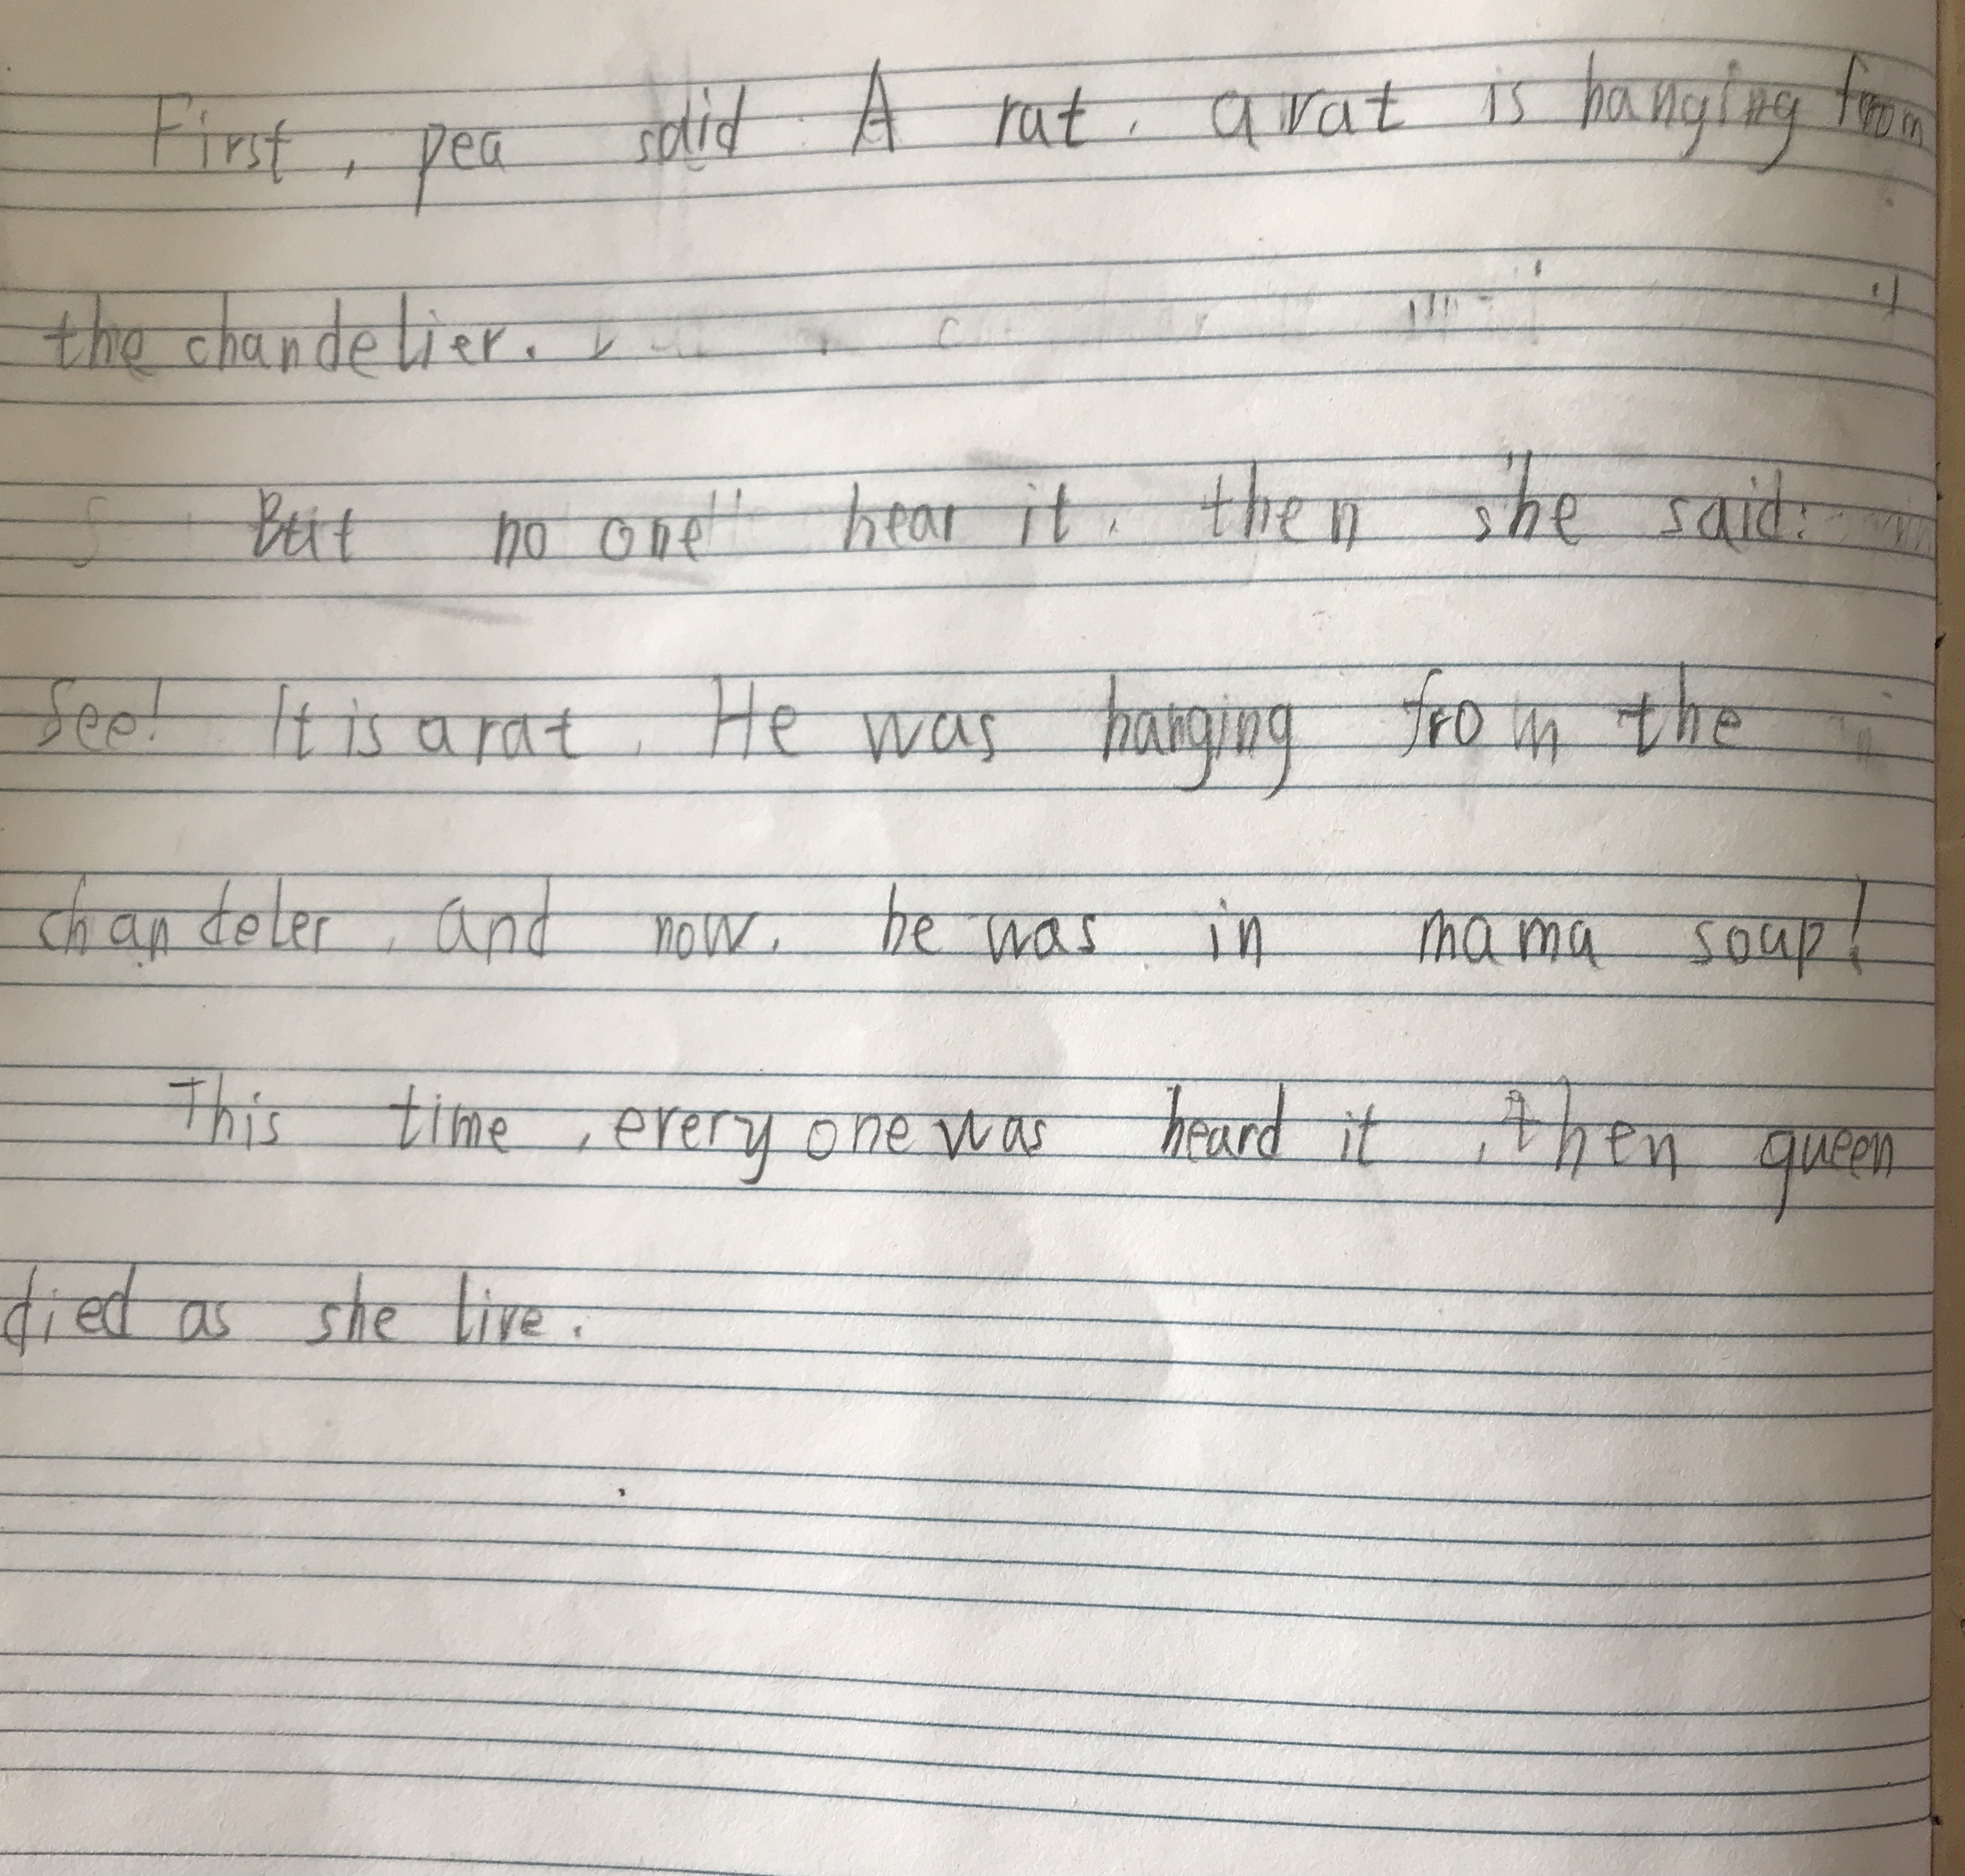 First, pea said: A rat. a rat is hanging from
the chandelier.
But no one hear it. then she said:
See! It is a rat. He was hanging from the
chandeler, and now, he was in mama soup!
This time, every one was heard it, then queen
died as she live.